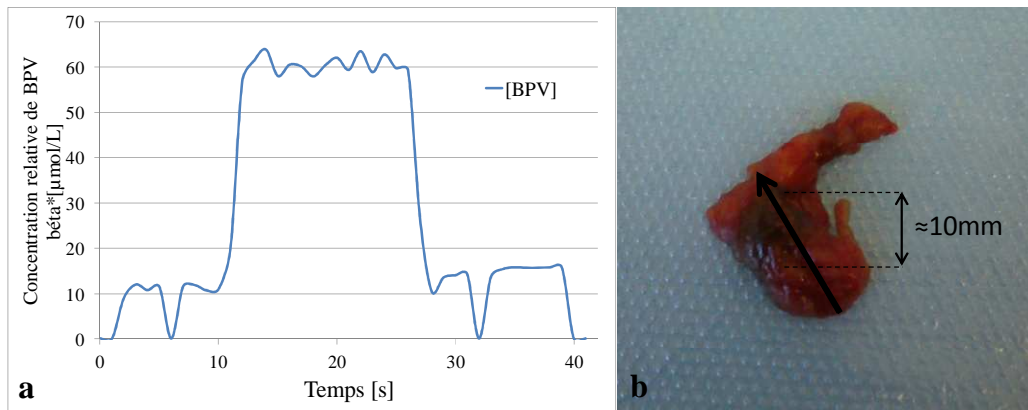 Concentration relative de BPV
béta*[µmol/L]
70
60
50
40
30
20
10
0
[BPV]
0 10 20 30 40
Temps [s]
a
≈10mm
b